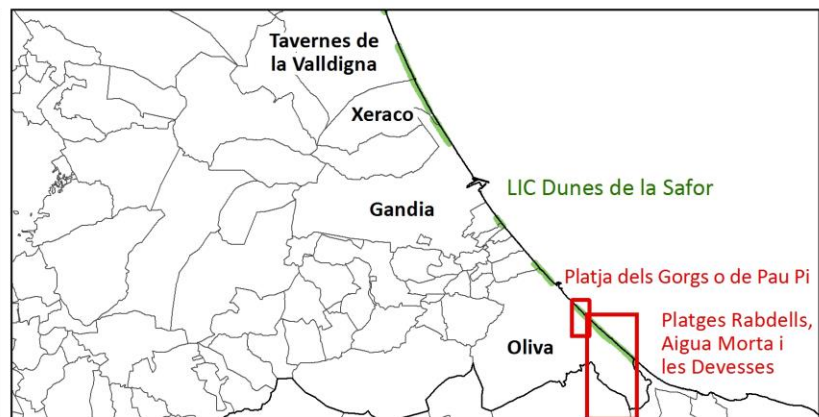 Tavernes de
la Valldigna
Xeraco
LIC Dunes de la Safor
Gandia
Platja dels Gorgs o de Pau Pi
Platges Rabdells,
Aigua Morta i
les Devesses
Oliva